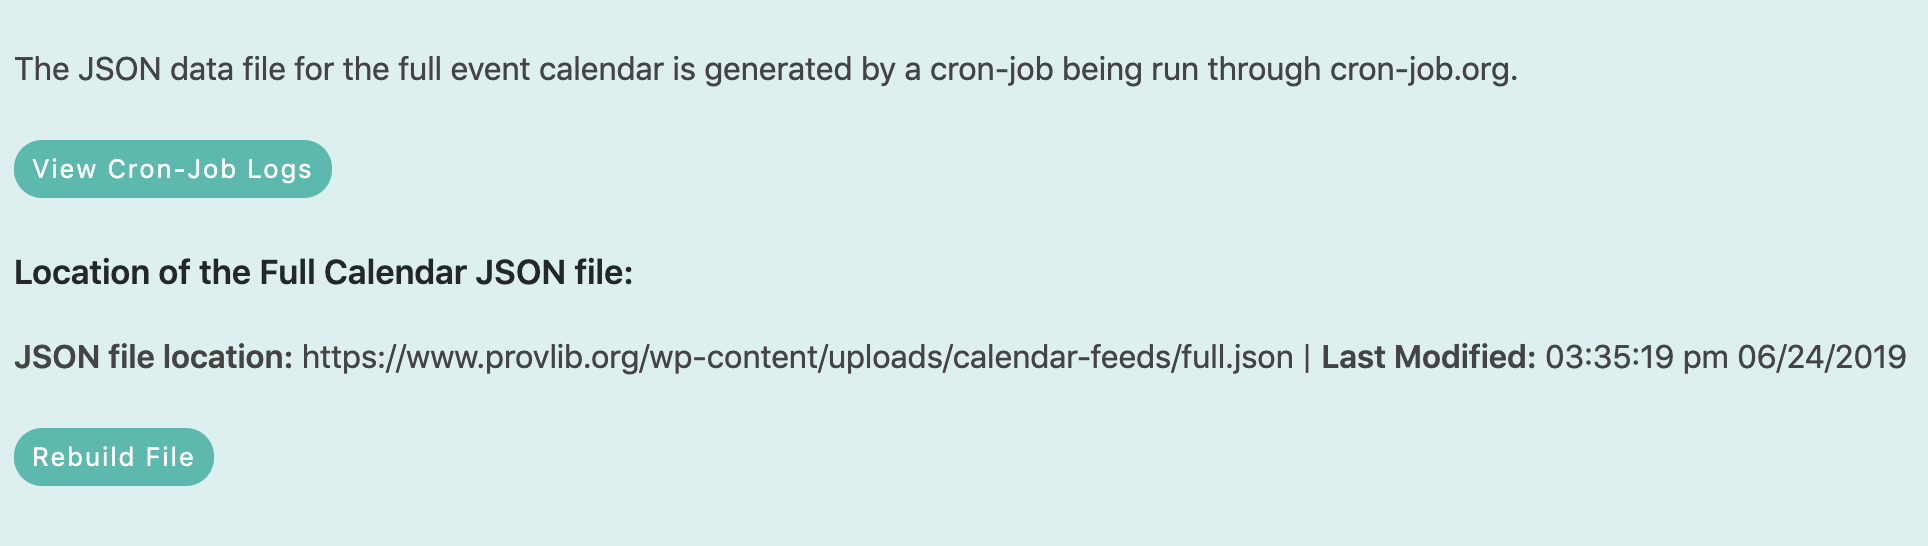 The JSON data file for the full event calendar is generated by a cron-job being run through cron-job.org.
View Cron-Job Logs
Location of the Full Calendar JSON file:
JSON file location: https://www.provlib.org/wp-content/uploads/calendar-feeds/full.json | Last Modified: 03:35:19 pm 06/24/2019
Rebuild File